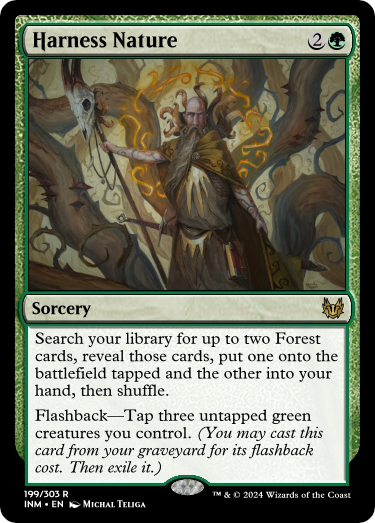 Harness Nature 2
Sorcery
Search your library for up to two Forest
cards, reveal those cards, put one onto the
battlefield tapped and the other into your
hand, then shuffle.
Flashback—Tap three untapped green
creatures you control. (You may cast this
card from your graveyard for its flashback
cost. Then exile it.)
199/303 R
INM • EN Michal Teliga
™ & © 2024 Wizards of the Coast